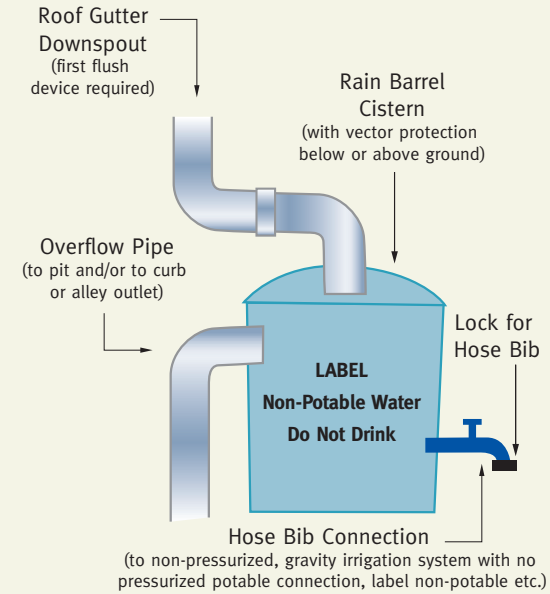 Roof Gutter
Downspout
(first flush
device required)
Rain Barrel
Cistern
(with vector protection
below or above ground)
Overflow Pipe
(to pit and/or to curb
or alley outlet)
Lock for
Hose Bib
LABEL
Non-Potable Water
Do Not Drink
Hose Bib Connection
(to non-pressurized, gravity irrigation system with no
pressurized potable connection, label non-potable etc.)